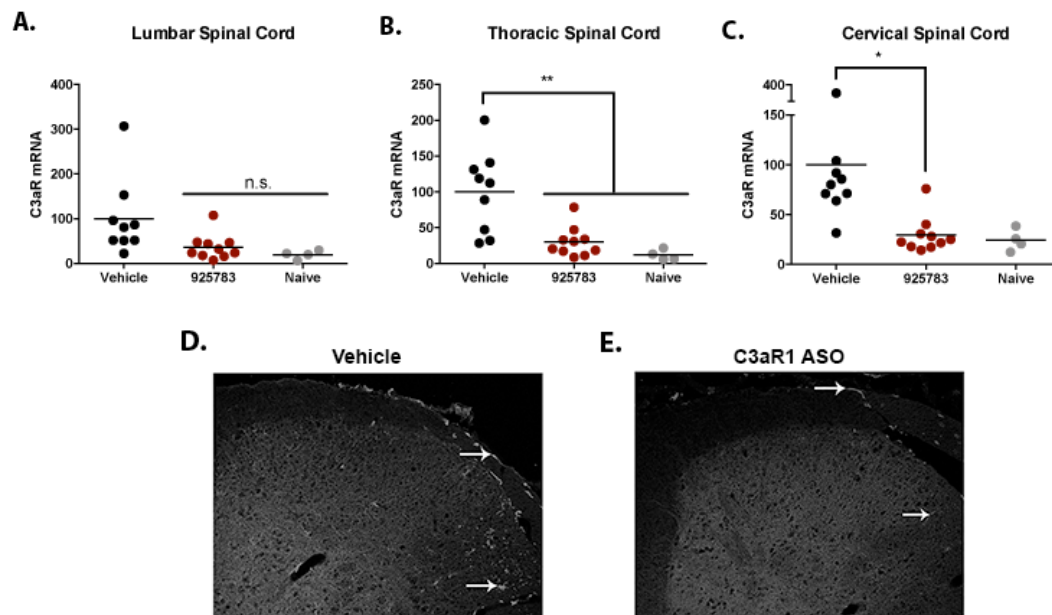 A.
Lumbar Spinal Cord
C3aR mRNA
400
300
200
100
0
n.s.
Vehicle
925783
Naive
B.
Thoracic Spinal Cord
C3aR mRNA
250
200
150
100
50
0
**
Vehicle
925783
Naive
C.
Cervical Spinal Cord
C3aR mRNA
400
150
100
50
0
*
Vehicle
925783
Naive
D.
Vehicle
E.
C3aR1 ASO